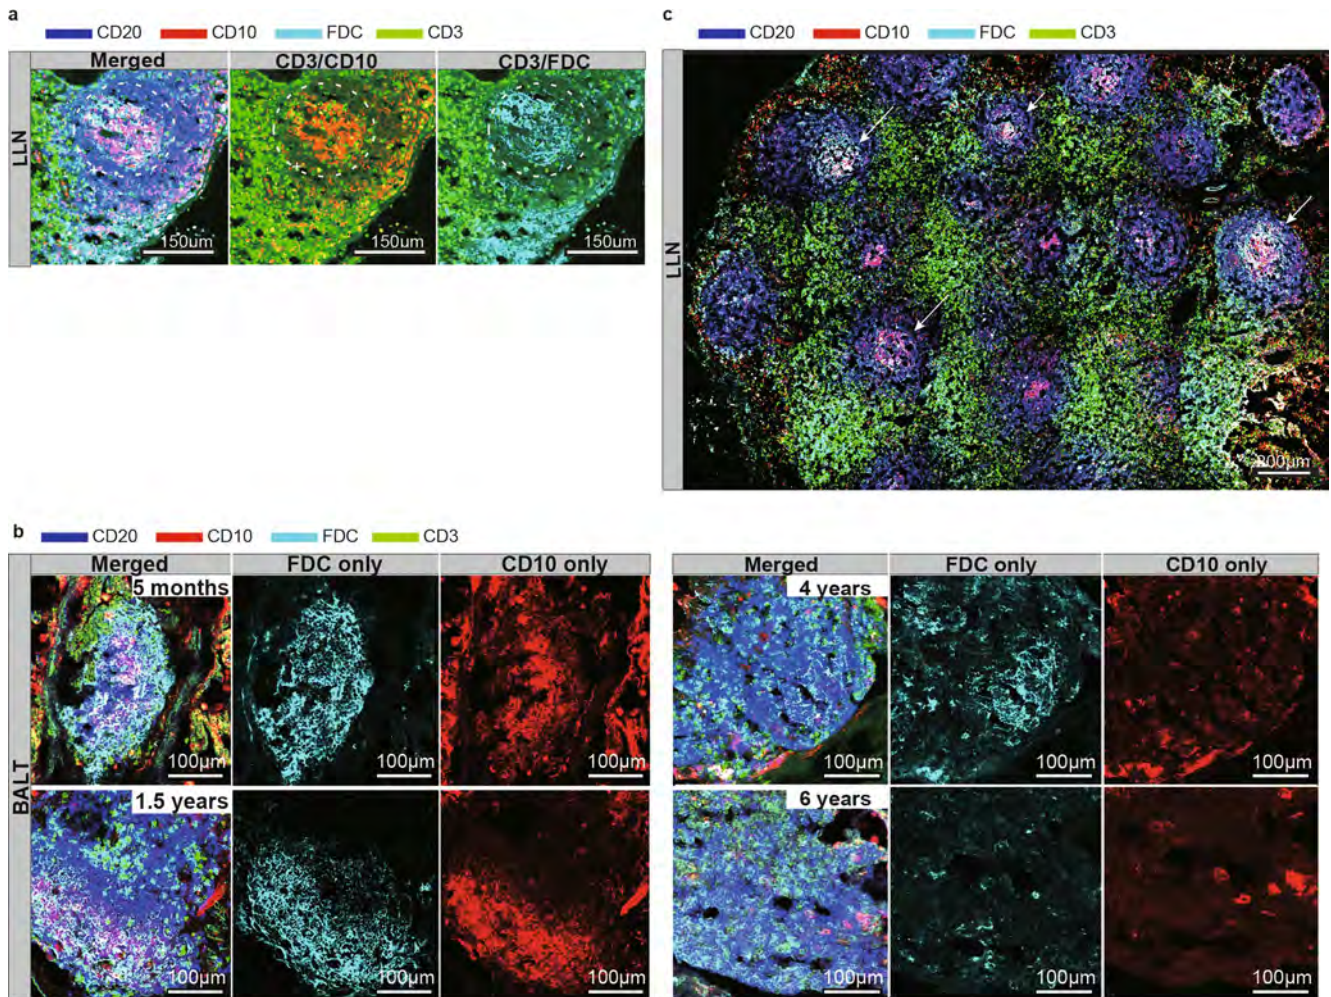 a
CD20 CD10 FDC CD3
Merged CD3/CD10 CD3/FDC
LLN
150um 150um 150um
c
CD20 CD10 FDC CD3
LLN
200μm
b
CD20 CD10 FDC CD3
Merged FDC only CD10 only
BALT
5 months
100μm 100μm 100μm
1.5 years
100μm 100μm 100μm
Merged FDC only CD10 only
4 years
100μm 100μm 100μm
6 years
100μm 100μm 100μm